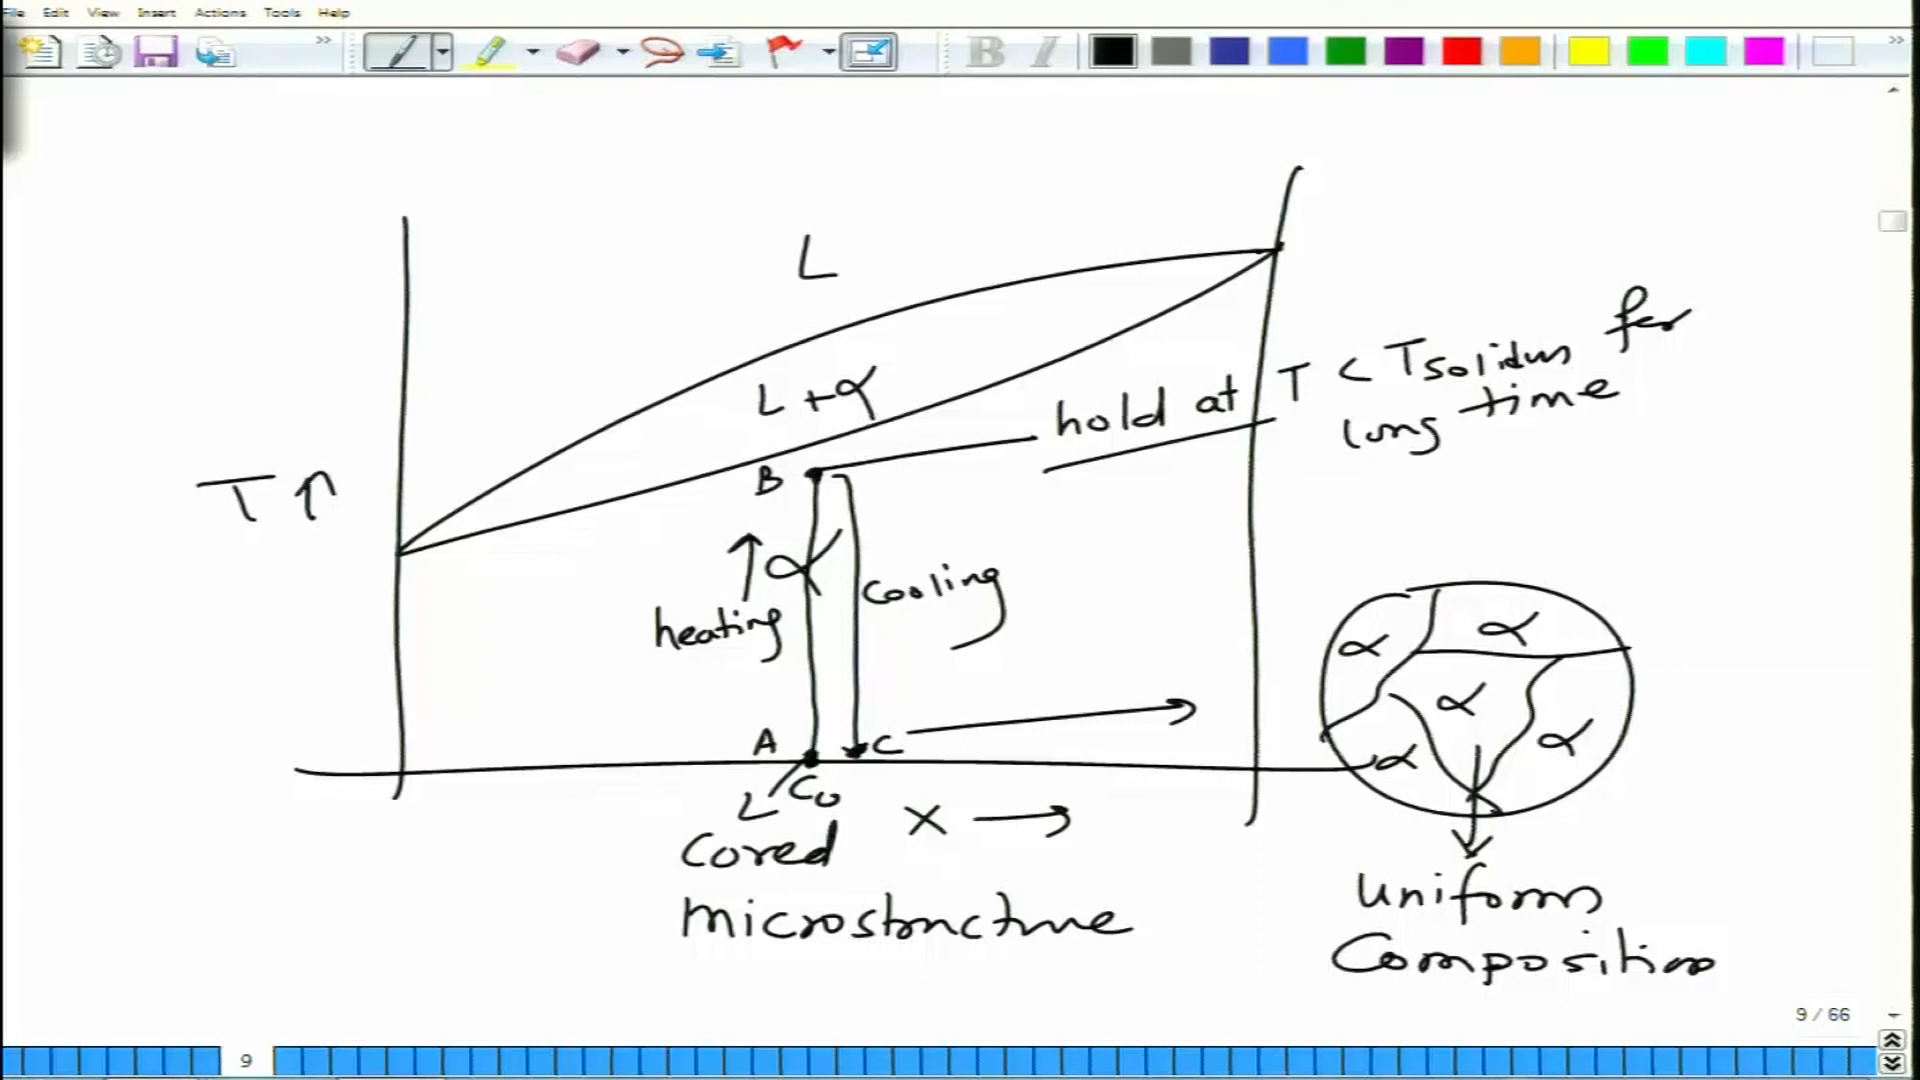 File Edit View Insert Actions Tools Help
B I
L
L + α
hold at T < Tsolidus for
long time
T ↑
B
↑ α
heating
cooling
A
C
C₀
X →
Cored
microstructure
α α
α
α α
uniform
composition
9 / 66
9